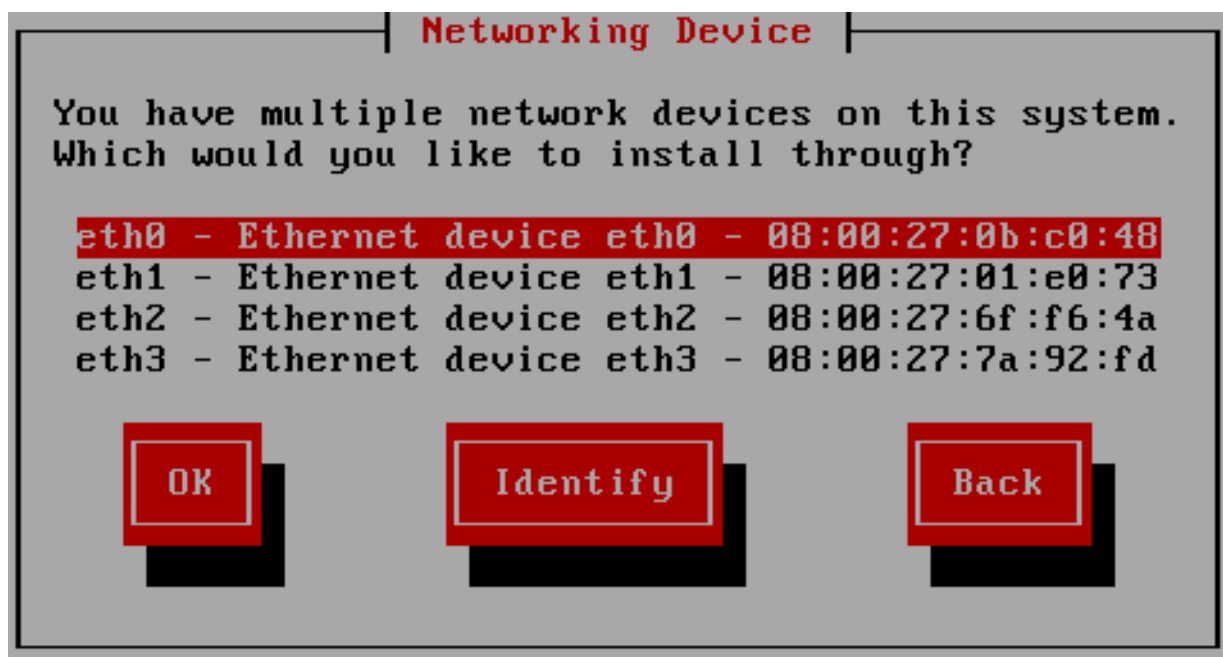 Networking Device
You have multiple network devices on this system.
Which would you like to install through?
eth0 - Ethernet device eth0 - 08:00:27:0b:c0:48
eth1 - Ethernet device eth1 - 08:00:27:01:e0:73
eth2 - Ethernet device eth2 - 08:00:27:6f:f6:4a
eth3 - Ethernet device eth3 - 08:00:27:7a:92:fd
OK Identify Back